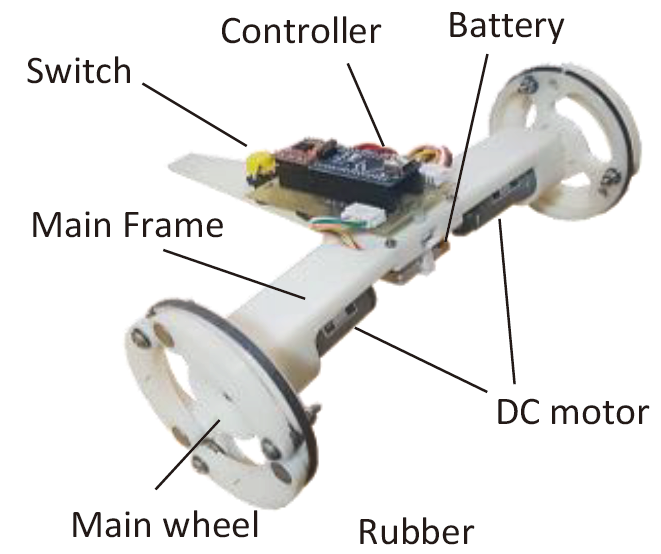 Controller
Battery
Switch
Main Frame
DC motor
Main wheel
Rubber